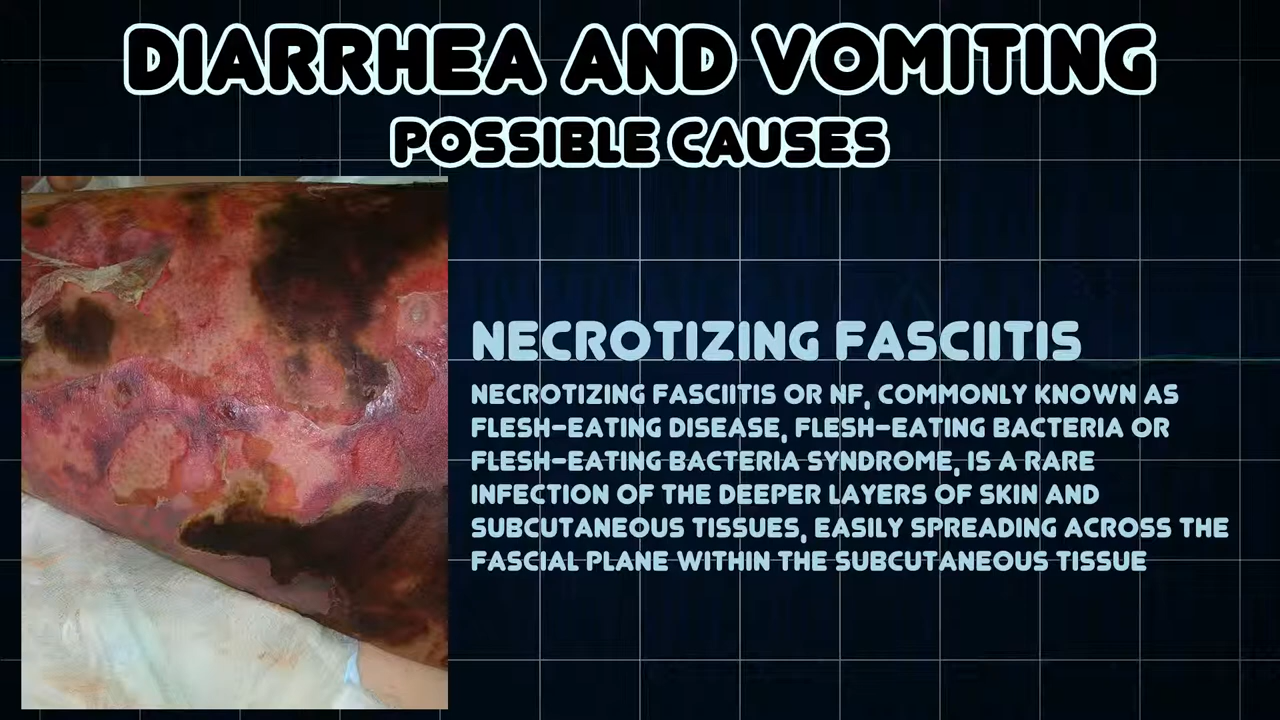 DIARRHEA AND VOMITING
POSSIBLE CAUSES
NECROTIZING FASCIITIS
NECROTIZING FASCIITIS OR NF, COMMONLY KNOWN AS
FLESH-EATING DISEASE, FLESH-EATING BACTERIA OR
FLESH-EATING BACTERIA SYNDROME, IS A RARE
INFECTION OF THE DEEPER LAYERS OF SKIN AND
SUBCUTANEOUS TISSUES, EASILY SPREADING ACROSS THE
FASCIAL PLANE WITHIN THE SUBCUTANEOUS TISSUE